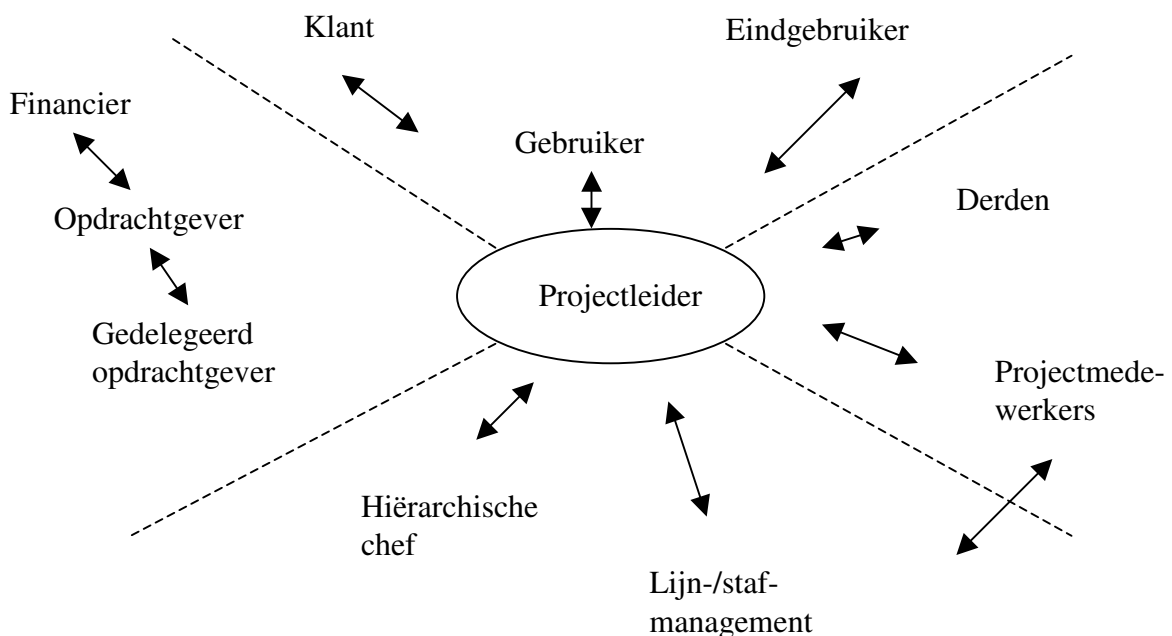 Klant
Eindgebruiker
Financier
Gebruiker
Derden
Opdrachtgever
Projectleider
Gedelegeerd
opdrachtgever
Projectmede-
werkers
Hiërarchische
chef
Lijn-/staf-
management